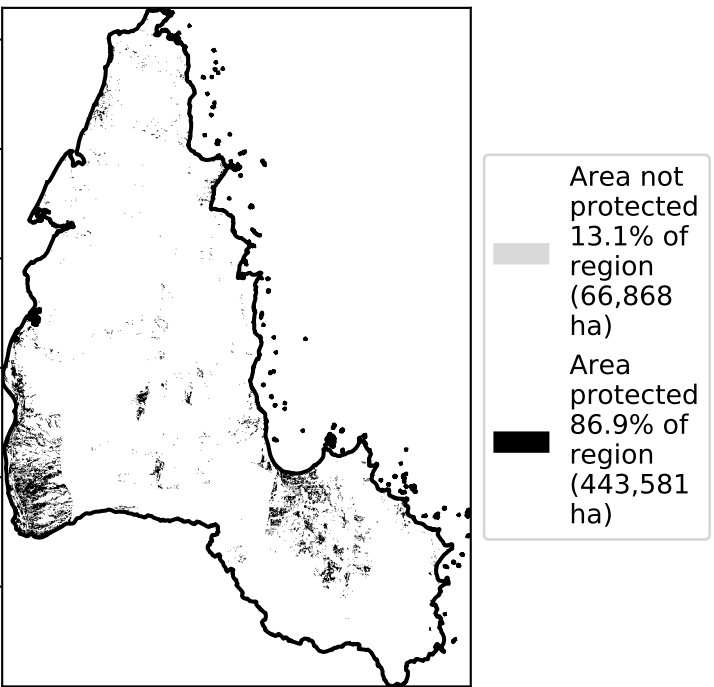 Area not
protected
13.1% of
region
(66,868
ha)
Area
protected
86.9% of
region
(443,581
ha)